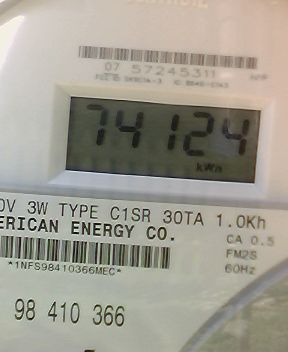 07 57245311
74124
kWh
0V 3W TYPE C1SR 30TA 1.0Kh
ERICAN ENERGY CO.
CA 0.5
FM2S
60Hz
*1NFS98410366MEC*
98 410 366